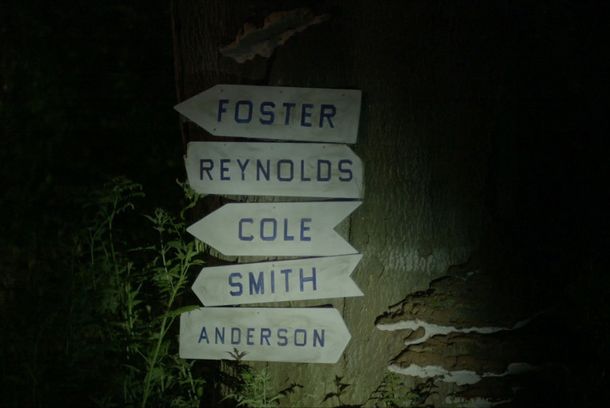 FOSTER
REYNOLDS
COLE
SMITH
ANDERSON